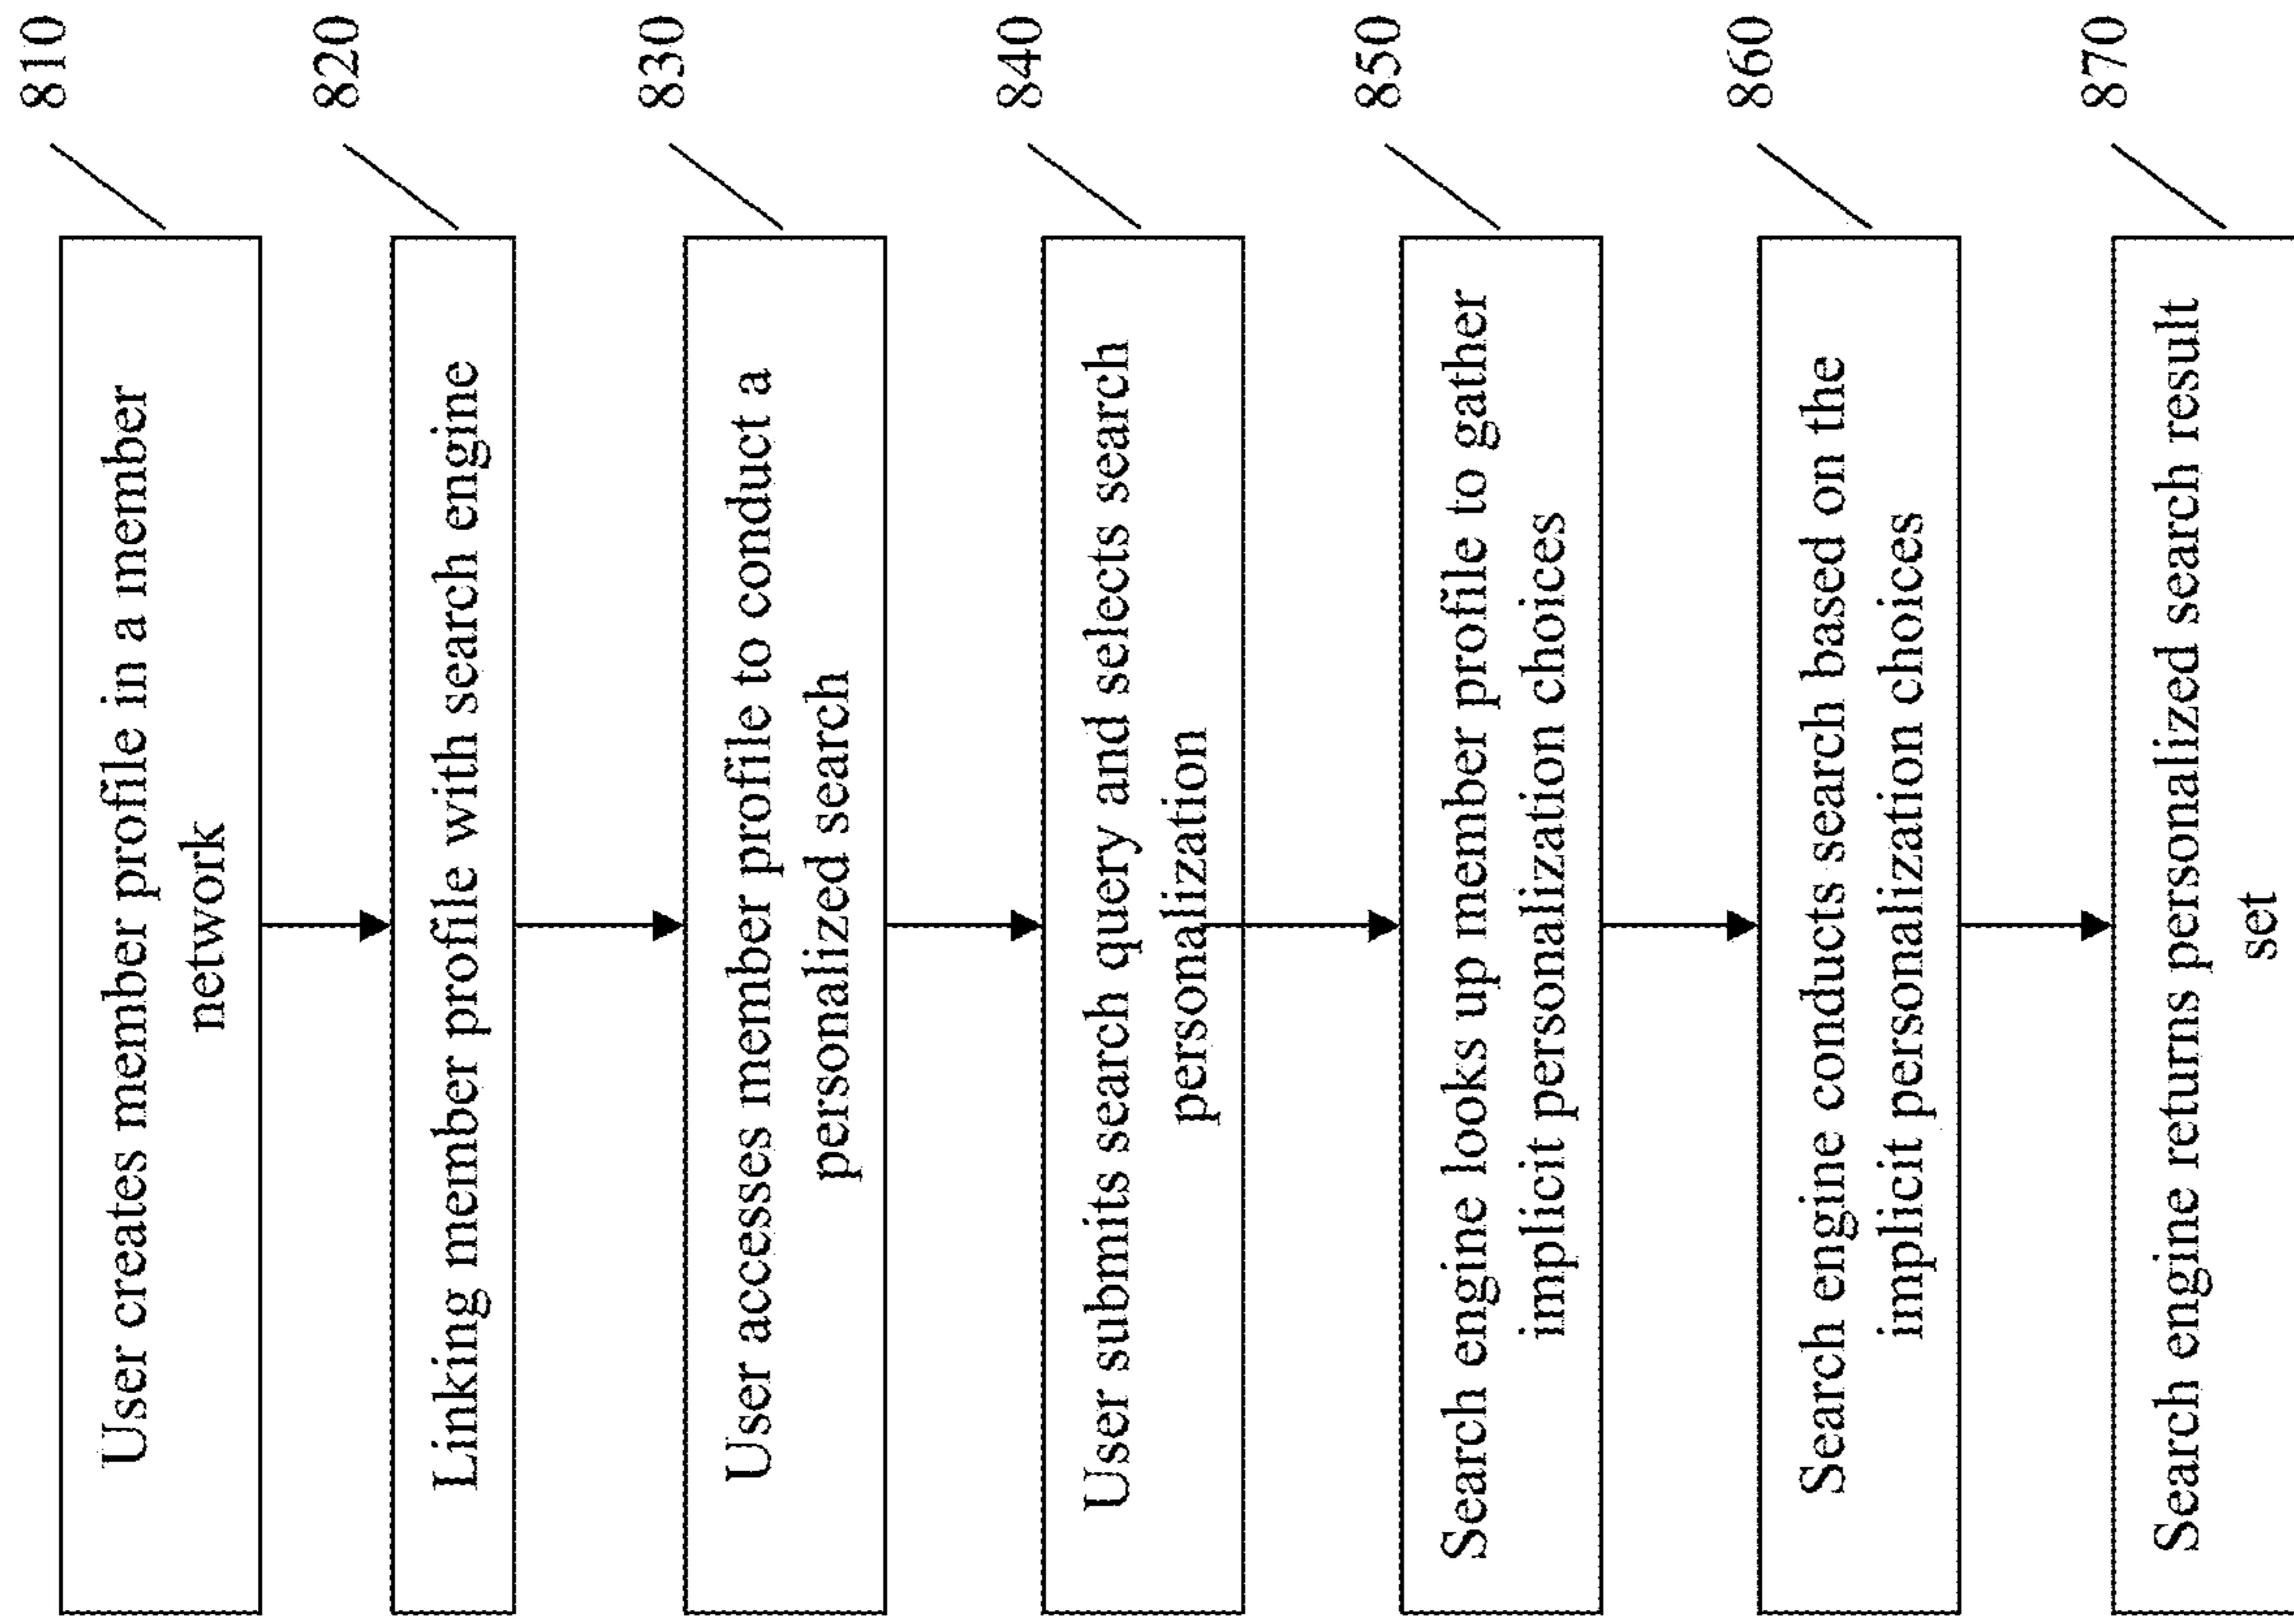 User creates member profile in a member
network
810
Linking member profile with search engine
820
User accesses member profile to conduct a
personalized search
830
User submits search query and selects search
personalization
840
Search engine looks up member profile to gather
implicit personalization choices
850
Search engine conducts search based on the
implicit personalization choices
860
Search engine returns personalized search result
set
870